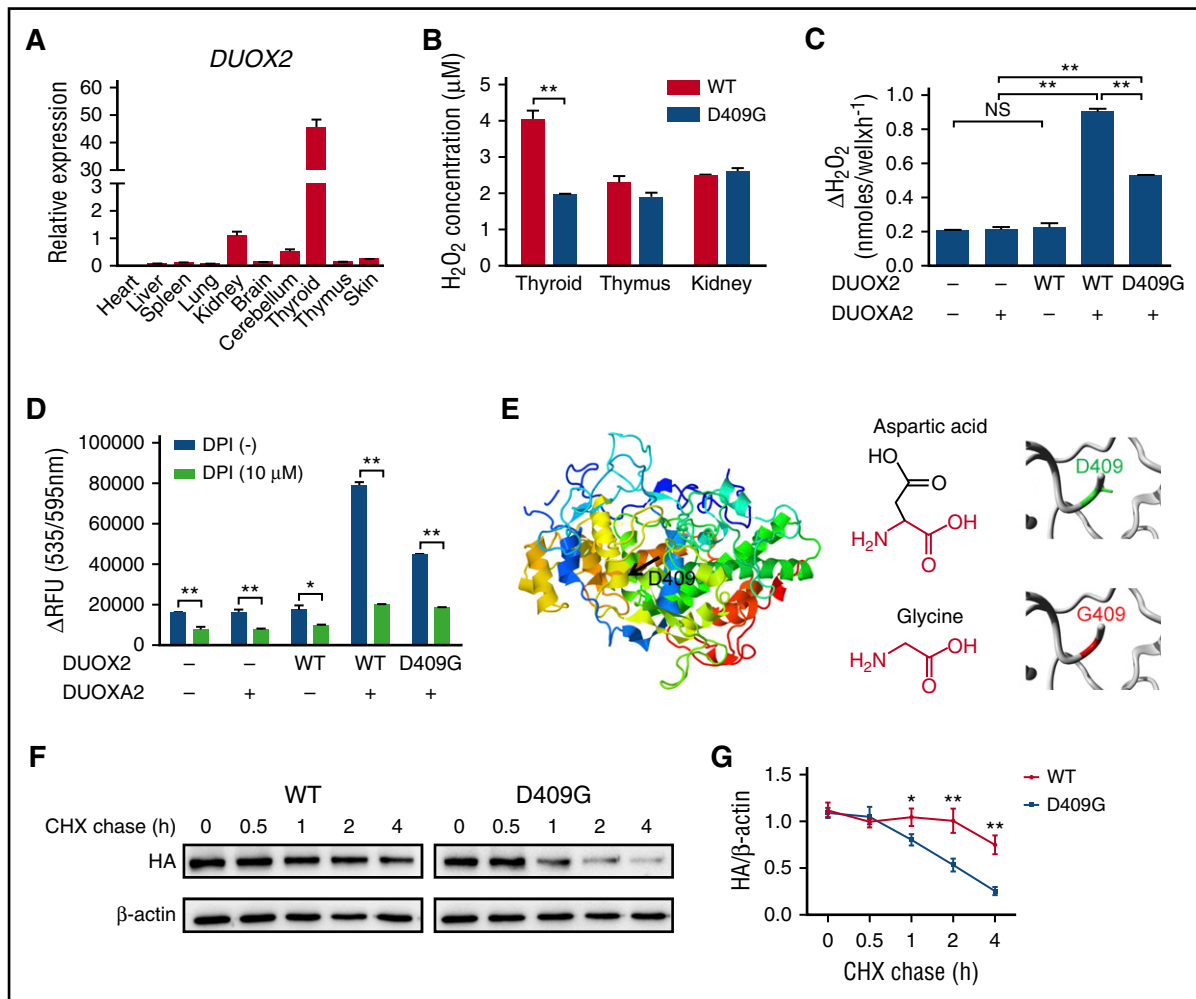 A
DUOX2
Relative expression
60
50
40
30
3
2
1
0
Heart
Liver
Spleen
Lung
Kidney
Brain
Cerebellum
Thyroid
Thymus
Skin
B
H₂O₂ concentration (μM)
5
4
3
2
1
0
**
WT
D409G
Thyroid Thymus Kidney
C
ΔH₂O₂
(nmoles/wellxh⁻¹)
1.0
0.8
0.6
0.4
0.2
0
**
** **
NS
DUOX2 – – WT WT D409G
DUOXA2 – + – + +
D
ΔRFU (535/595nm)
100000
80000
60000
40000
20000
0
DPI (-)
DPI (10 μM)
** ** * ** **
DUOX2 – – WT WT D409G
DUOXA2 – + – + +
E
D409
Aspartic acid
HO
O
H₂N
OH
O
D409
Glycine
H₂N
OH
O
G409
F
WT D409G
CHX chase (h) 0 0.5 1 2 4 0 0.5 1 2 4
HA
β-actin
G
HA/β-actin
1.5
1.0
0.5
0.0
* ** **
WT
D409G
0 0.5 1 2 4
CHX chase (h)